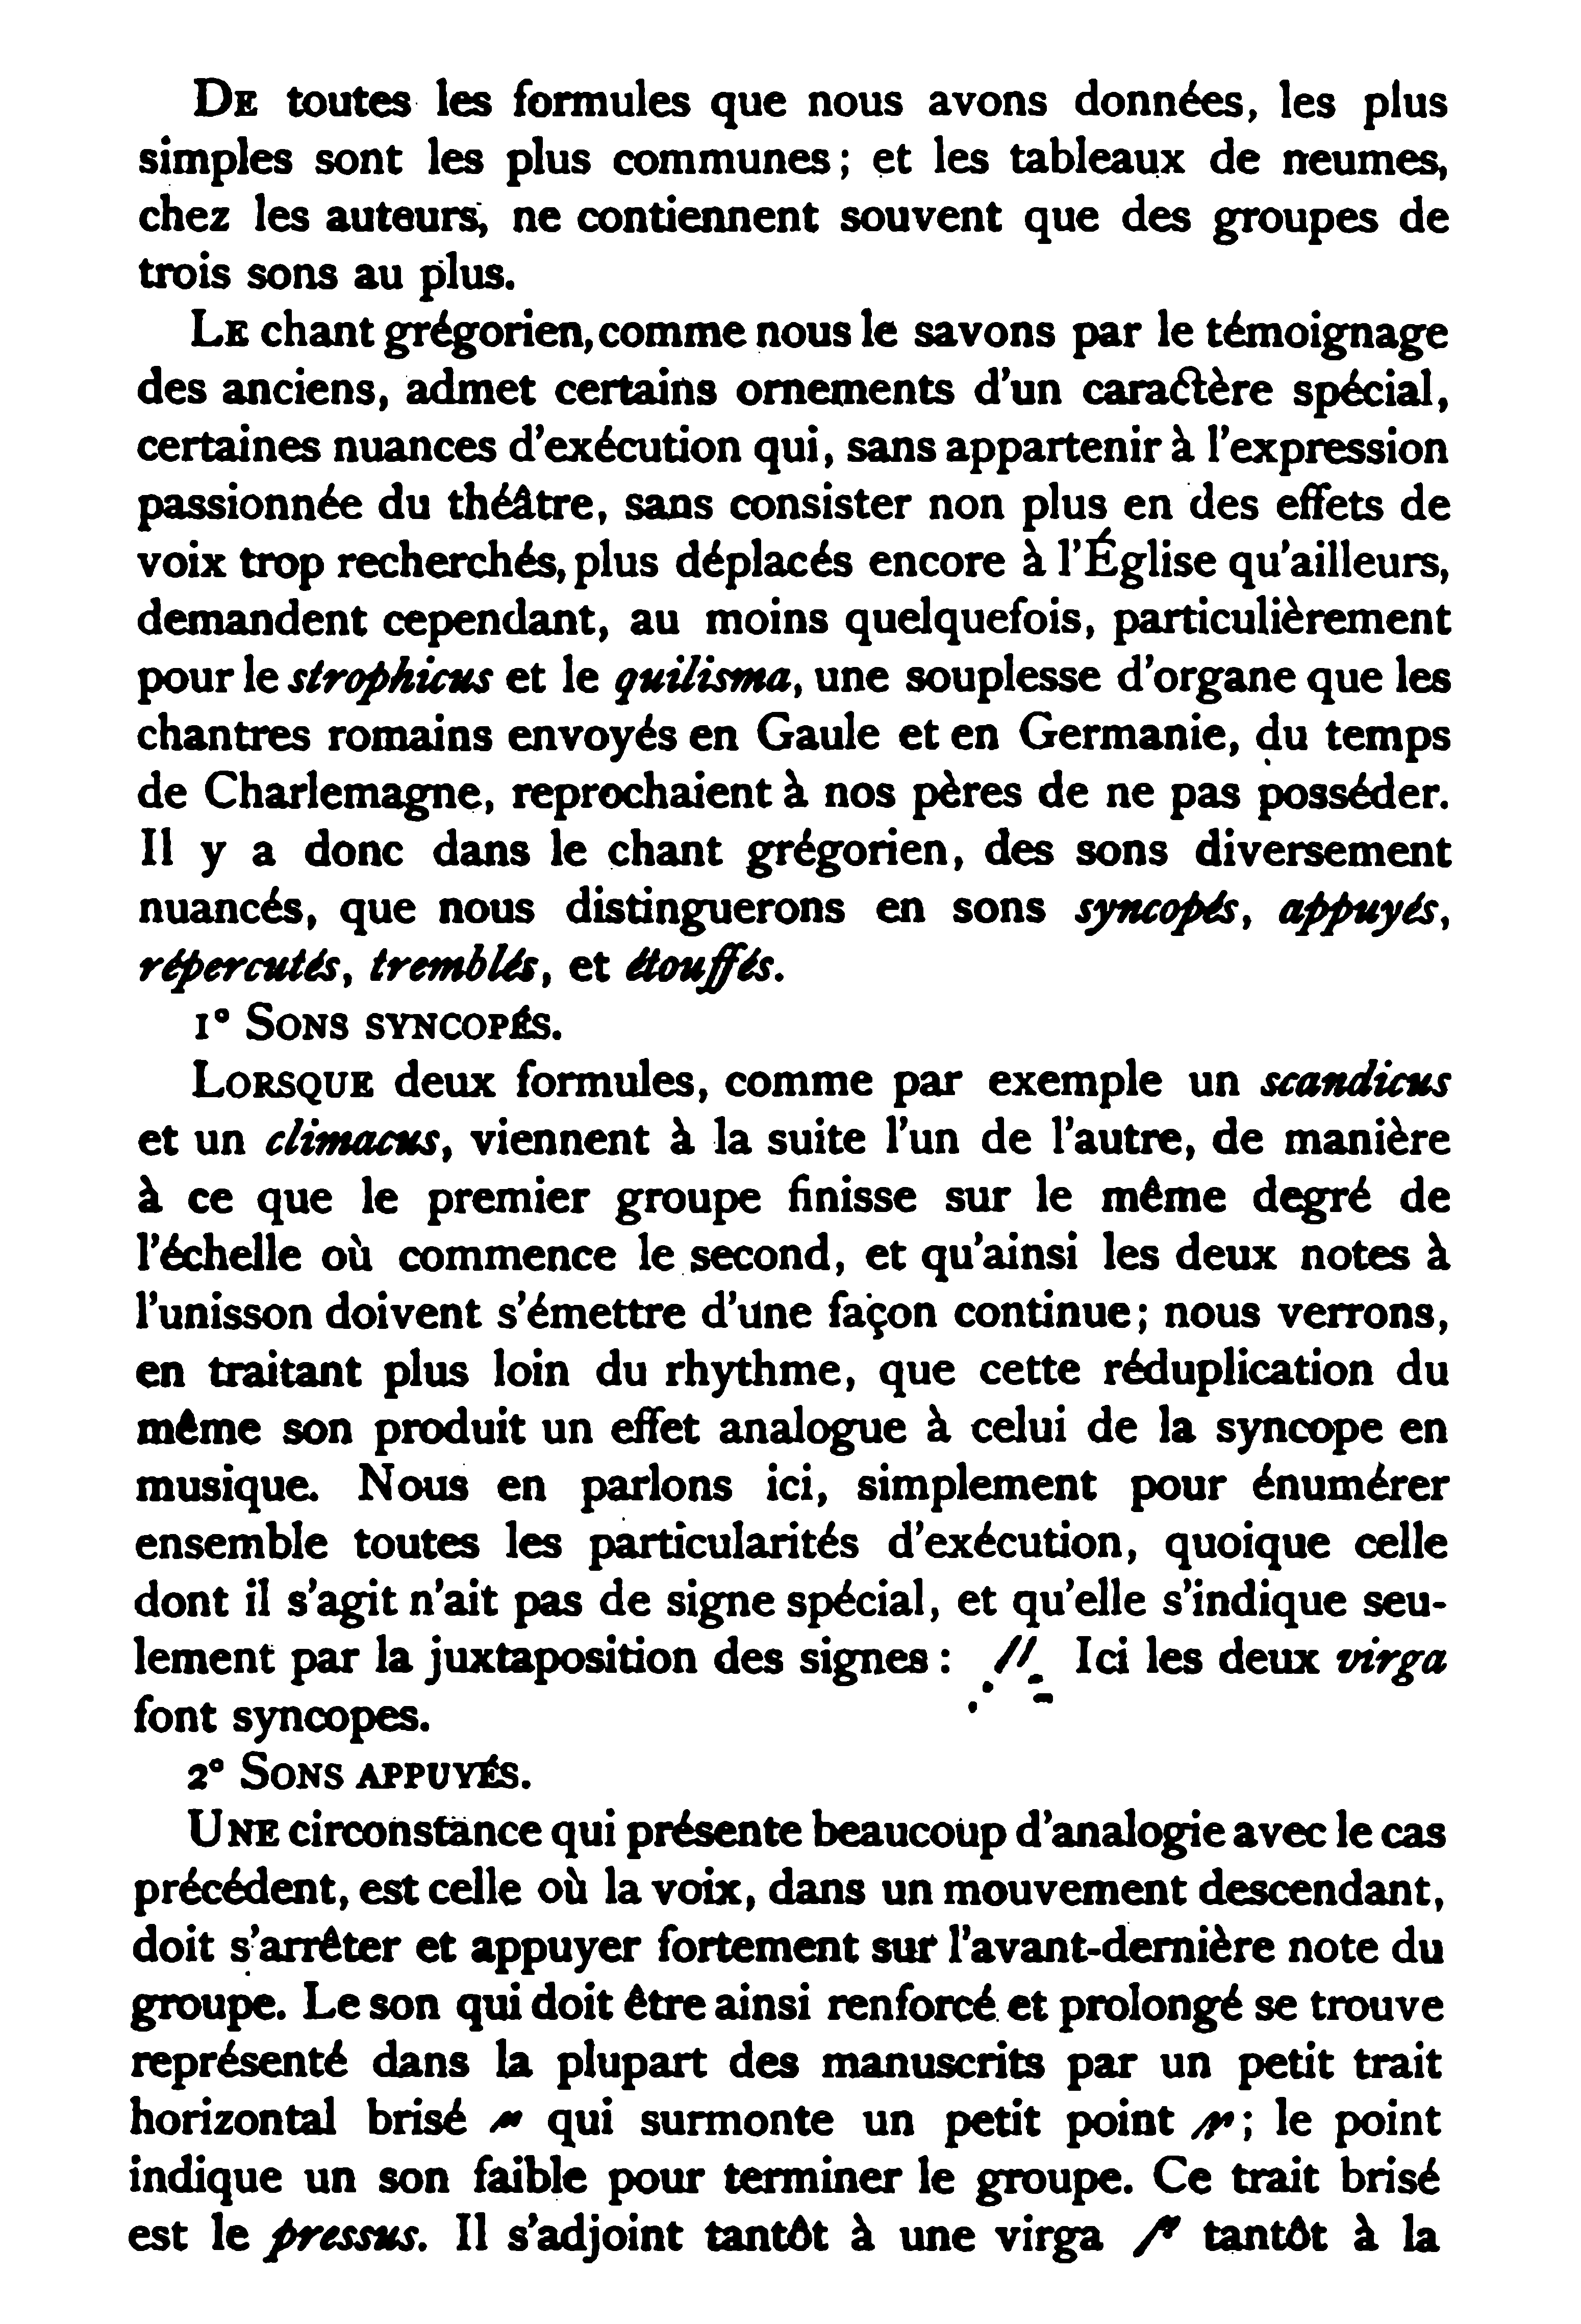 DE toutes les formules que nous avons données, les plus
simples sont les plus communes; et les tableaux de neumes,
chez les auteurs, ne contiennent souvent que des groupes de
trois sons au plus.
LE chant grégorien, comme nous le savons par le témoignage
des anciens, admet certains ornements d'un caractère spécial,
certaines nuances d'exécution qui, sans appartenir à l'expression
passionnée du théâtre, sans consister non plus en des effets de
voix trop recherchés, plus déplacés encore à l'Église qu'ailleurs,
demandent cependant, au moins quelquefois, particulièrement
pour le strophicus et le quilisma, une souplesse d'organe que les
chantres romains envoyés en Gaule et en Germanie, du temps
de Charlemagne, reprochaient à nos pères de ne pas posséder.
Il y a donc dans le chant grégorien, des sons diversement
nuancés, que nous distinguerons en sons syncopés, appuyés,
répercutés, tremblés, et étouffés.
1° SONS SYNCOPÉS.
LORSQUE deux formules, comme par exemple un scandicus
et un climacus, viennent à la suite l'un de l'autre, de manière
à ce que le premier groupe finisse sur le même degré de
l'échelle où commence le second, et qu'ainsi les deux notes à
l'unisson doivent s'émettre d'une façon continue; nous verrons,
en traitant plus loin du rhythme, que cette réduplication du
même son produit un effet analogue à celui de la syncope en
musique. Nous en parlons ici, simplement pour énumérer
ensemble toutes les particularités d'exécution, quoique celle
dont il s'agit n'ait pas de signe spécial, et qu'elle s'indique seu-
lement par la juxtaposition des signes : Ici les deux virga
font syncopes.
2° SONS APPUYÉS.
UNE circonstance qui présente beaucoup d'analogie avec le cas
précédent, est celle où la voix, dans un mouvement descendant,
doit s'arrêter et appuyer fortement sur l'avant-dernière note du
groupe. Le son qui doit être ainsi renforcé et prolongé se trouve
représenté dans la plupart des manuscrits par un petit trait
horizontal brisé qui surmonte un petit point ; le point
indique un son faible pour terminer le groupe. Ce trait brisé
est le pressus. Il s'adjoint tantôt à une virga tantôt à la